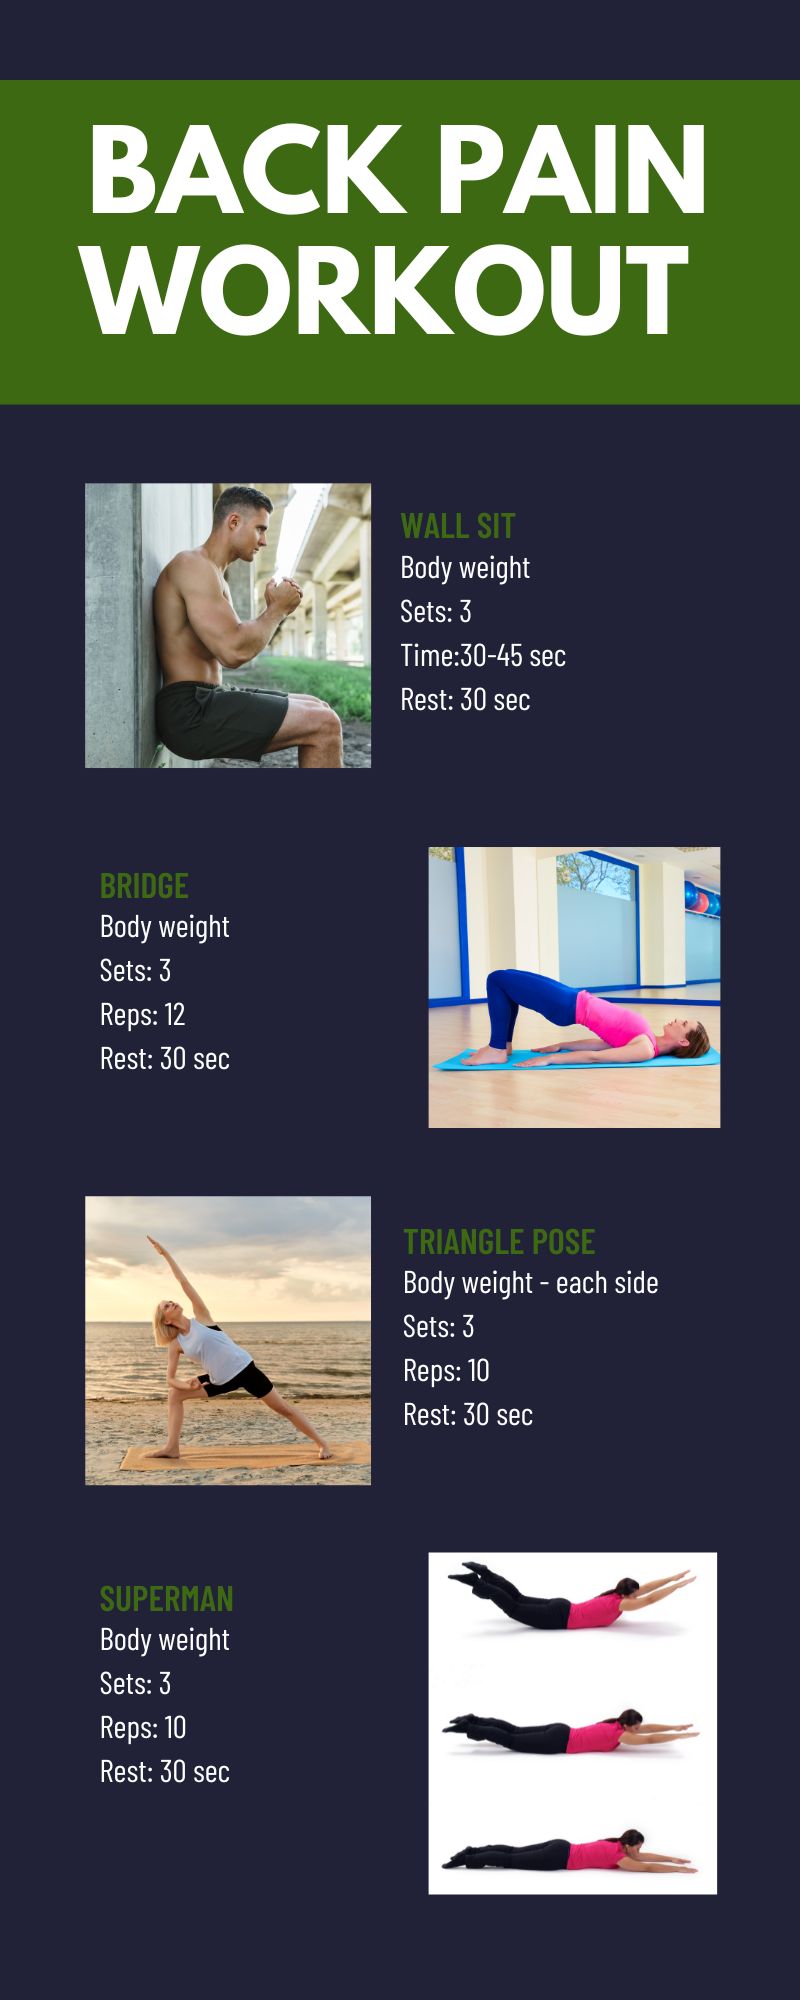 BACK PAIN
WORKOUT
WALL SIT
Body weight
Sets: 3
Time:30-45 sec
Rest: 30 sec
BRIDGE
Body weight
Sets: 3
Reps: 12
Rest: 30 sec
TRIANGLE POSE
Body weight - each side
Sets: 3
Reps: 10
Rest: 30 sec
SUPERMAN
Body weight
Sets: 3
Reps: 10
Rest: 30 sec